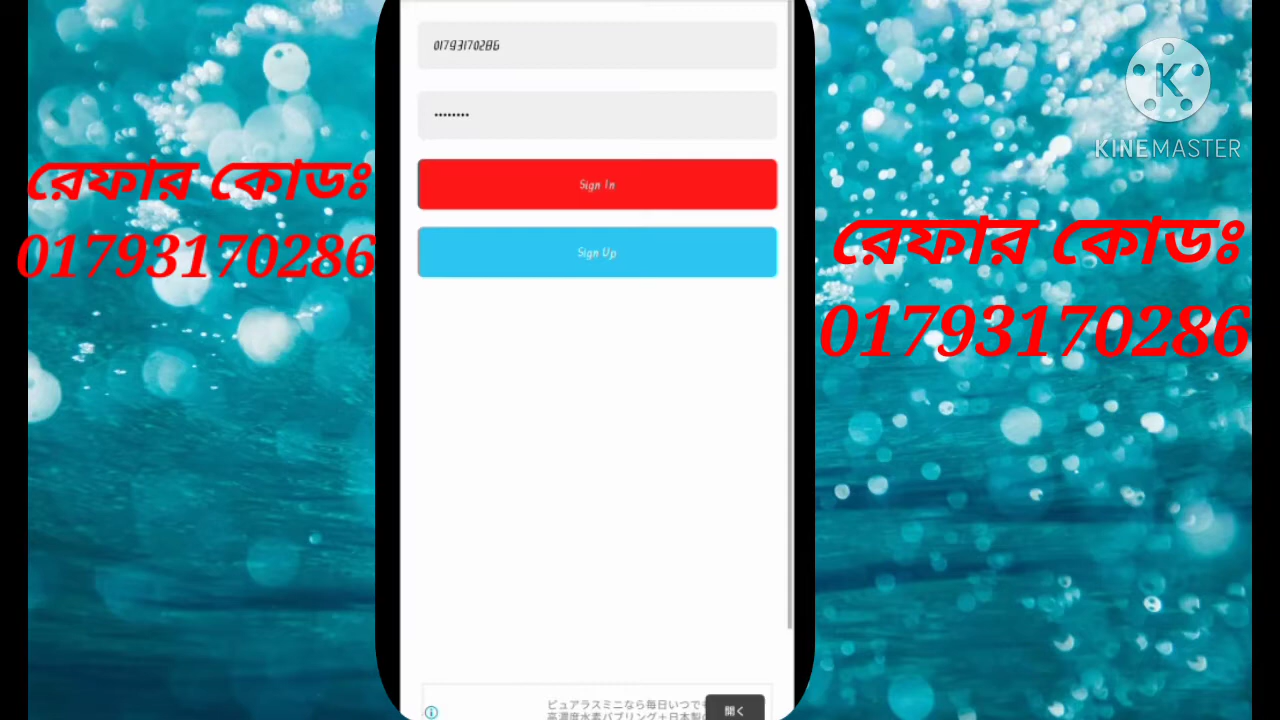 01793170286
••••••••
Sign In
Sign Up
রেফার কোডঃ
01793170286
K
KINEMASTER
রেফার কোডঃ
01793170286
ピュアラスミニなら毎日いつで
高濃度水素バブリング+日本製
開く